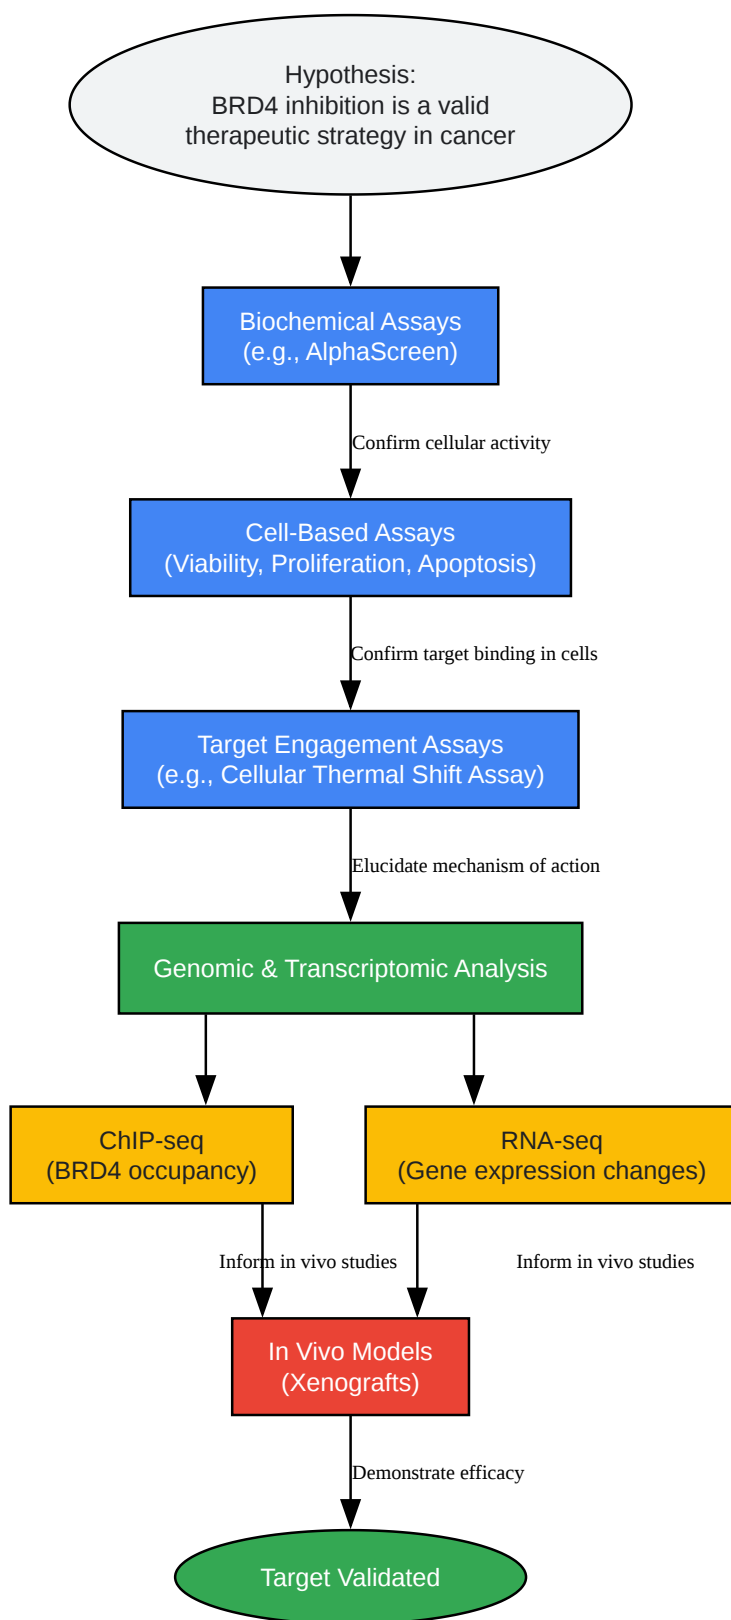 Hypothesis:
BRD4 inhibition is a valid
therapeutic strategy in cancer
Biochemical Assays
(e.g., AlphaScreen)
Confirm cellular activity
Cell-Based Assays
(Viability, Proliferation, Apoptosis)
Confirm target binding in cells
Target Engagement Assays
(e.g., Cellular Thermal Shift Assay)
Elucidate mechanism of action
Genomic & Transcriptomic Analysis
ChIP-seq
(BRD4 occupancy)
RNA-seq
(Gene expression changes)
Inform in vivo studies
Inform in vivo studies
In Vivo Models
(Xenografts)
Demonstrate efficacy
Target Validated